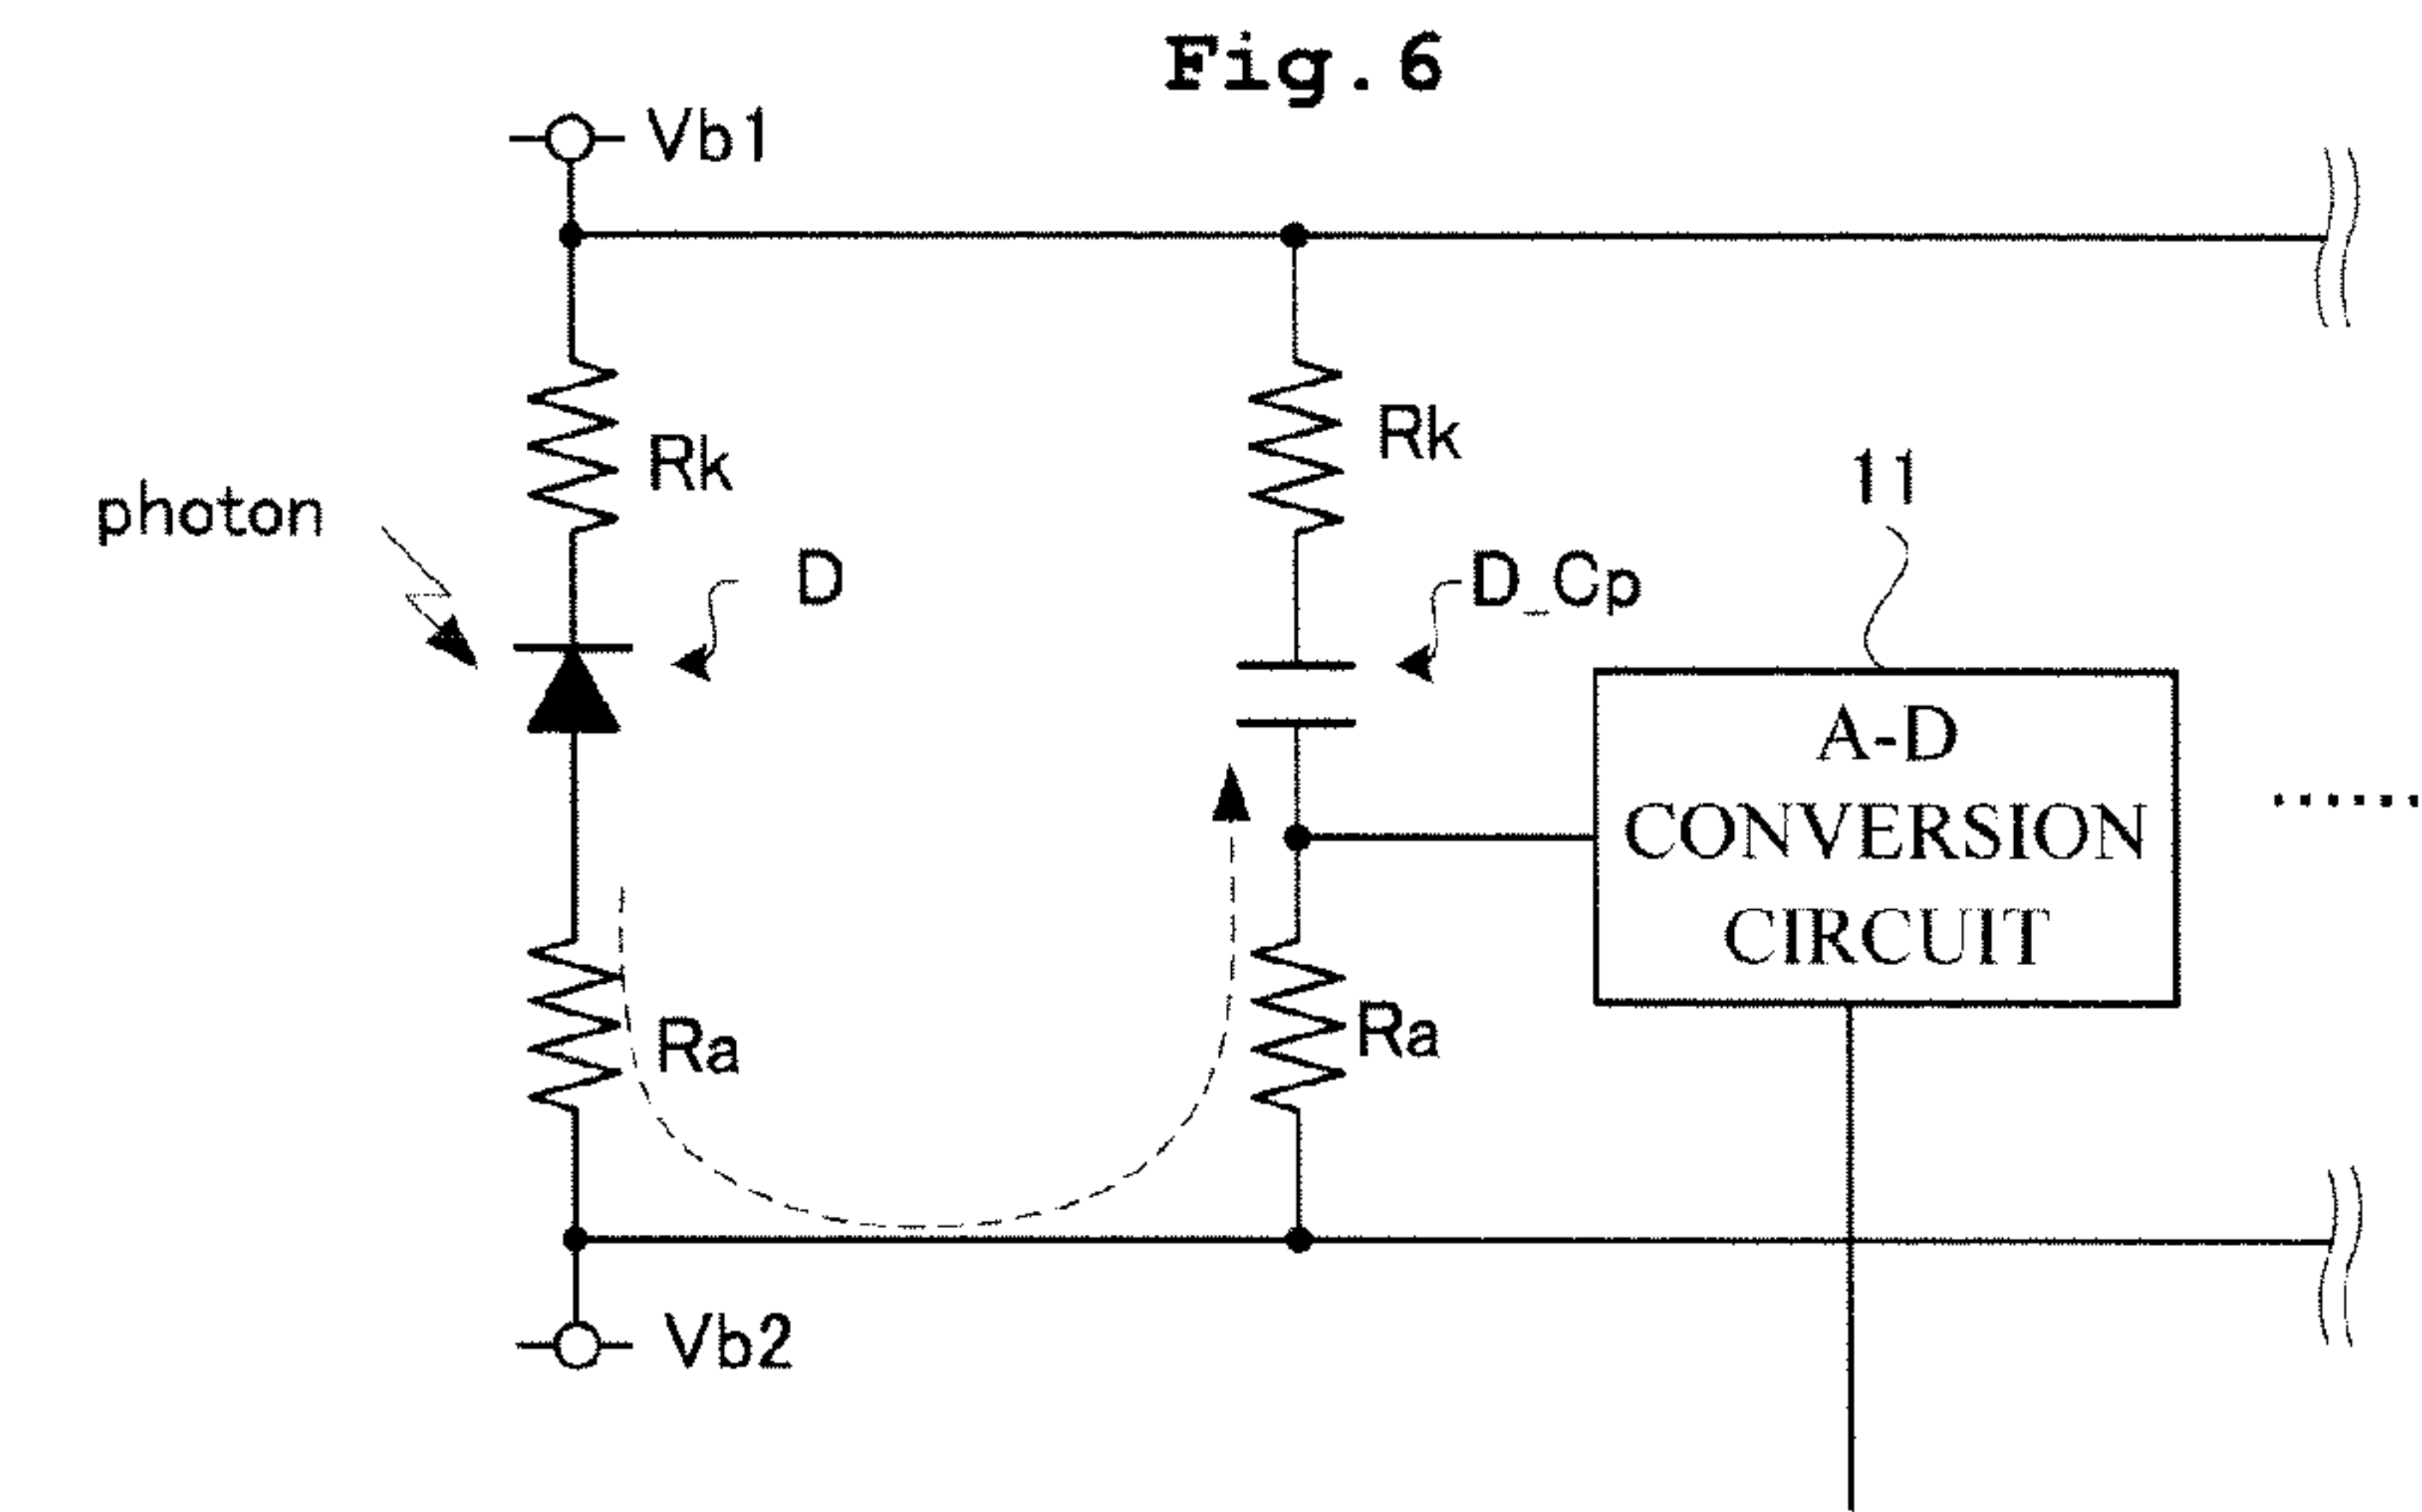 Fig.6
Vb1
Rk
Rk
photon
11
D
D_Cp
A-D
CONVERSION
CIRCUIT
Ra
Ra
Vb2